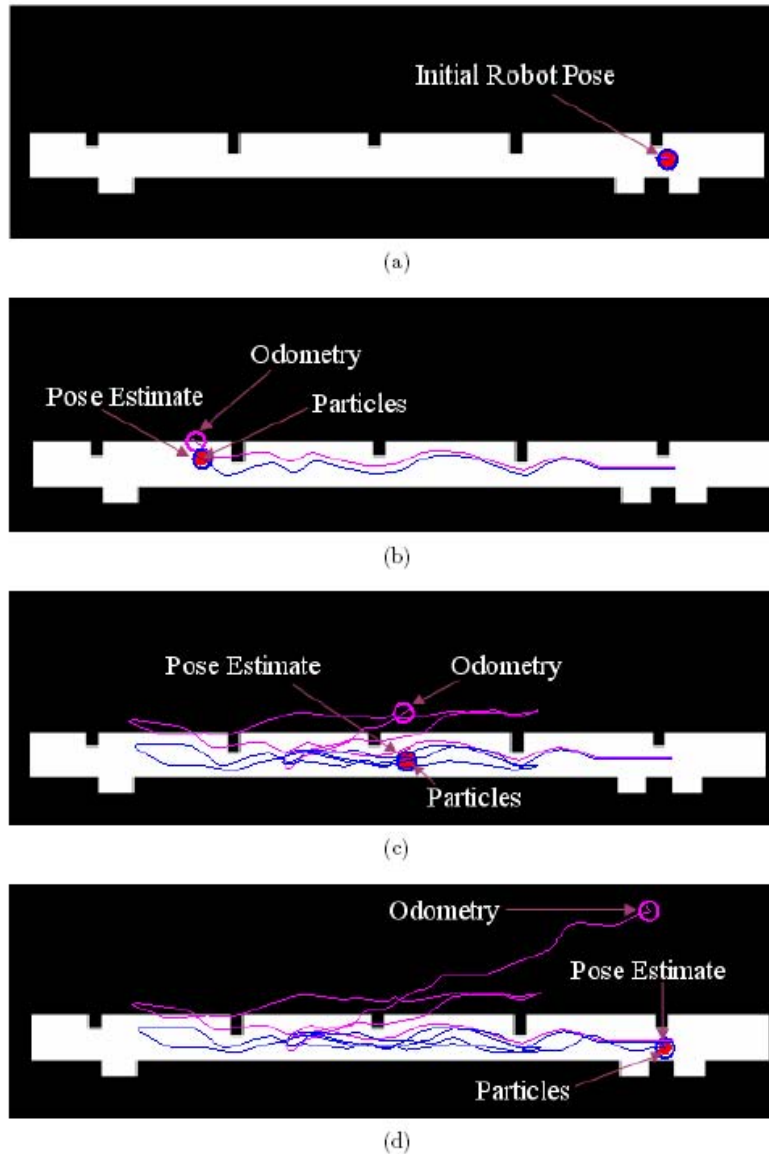 Initial Robot Pose
(a)
Odometry
Pose Estimate
Particles
(b)
Pose Estimate
Odometry
Particles
(c)
Odometry
Pose Estimate
Particles
(d)